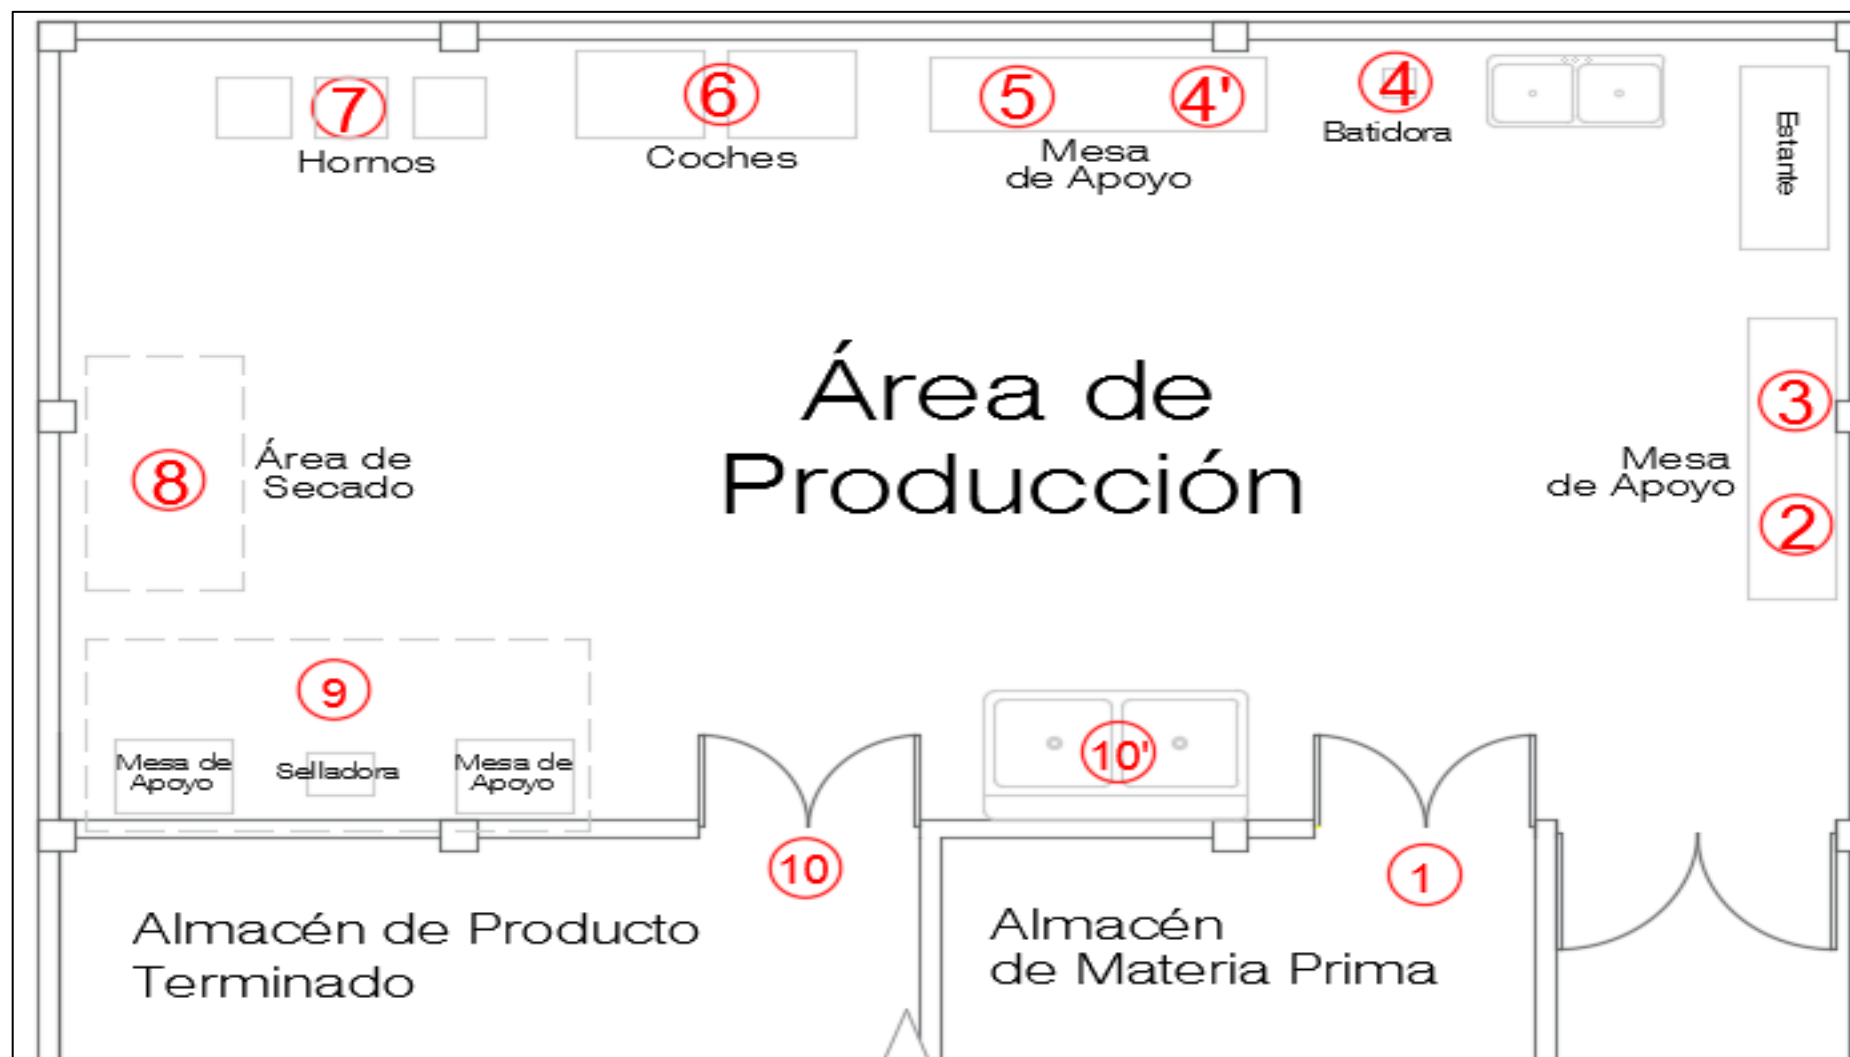 7
6
5
4'
4
Hornos
Coches
Mesa
de Apoyo
Batidora
Estante
Área de
Producción
3
Mesa
de Apoyo
2
8
Área de
Secado
9
Mesa de
Apoyo
Selladora
Mesa de
Apoyo
10'
10
1
Almacén de Producto
Terminado
Almacén
de Materia Prima